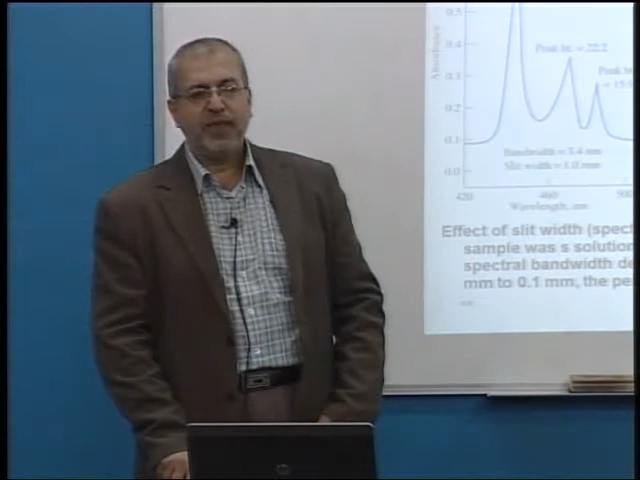 0.5
Absorbance
0.4
Peak ht. = 22.2
0.3
Peak ht
0.2
0.1
Bandwidth = 3.4 nm
Slit width = 1.0 mm
0.0
420
460
500
Wavelength, nm
Effect of slit width (spect
sample was s solution
spectral bandwidth de
mm to 0.1 mm, the pe